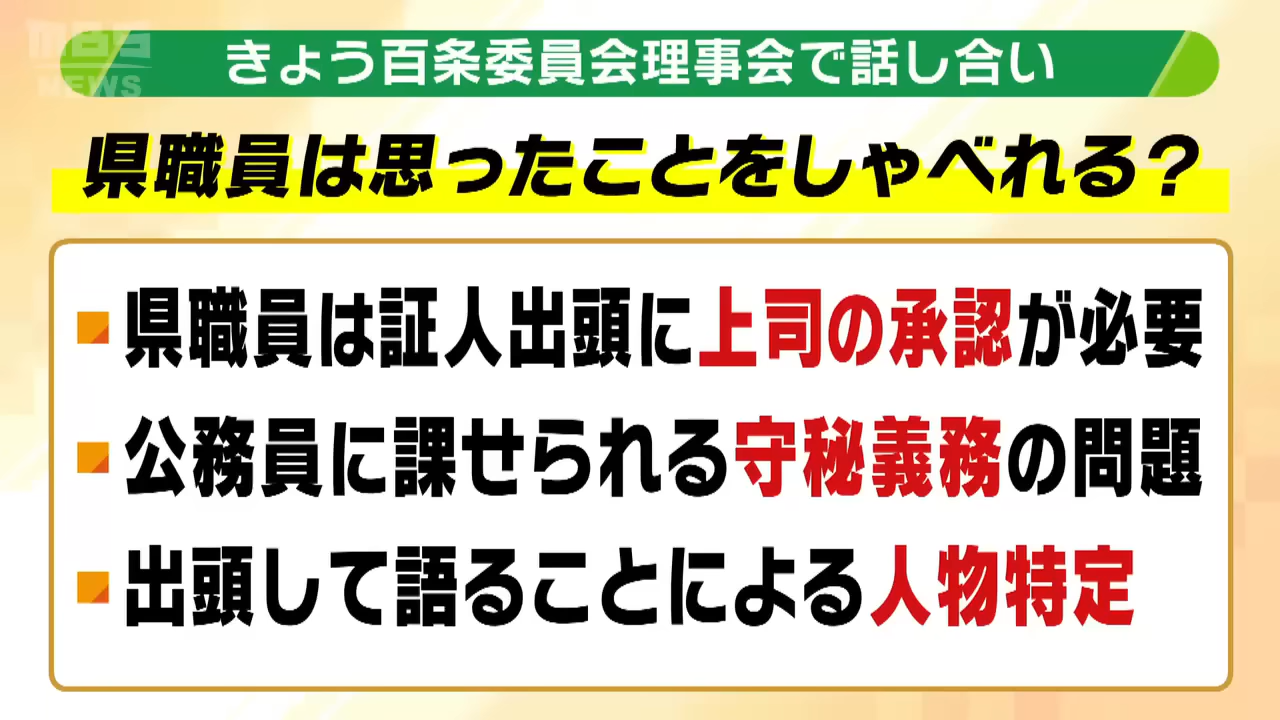 MBS NEWS
きょう百条委員会理事会で話し合い
県職員は思ったことをしゃべれる？
県職員は証人出頭に上司の承認が必要
公務員に課せられる守秘義務の問題
出頭して語ることによる人物特定